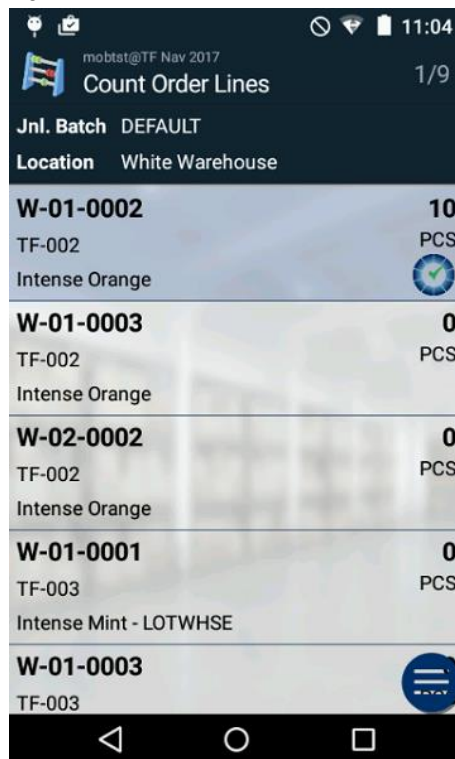 11:04
mobtst@TF Nav 2017
Count Order Lines
1/9
Jnl. Batch DEFAULT
Location White Warehouse
W-01-0002 10
TF-002 PCS
Intense Orange
W-01-0003 0
TF-002 PCS
Intense Orange
W-02-0002 0
TF-002 PCS
Intense Orange
W-01-0001 0
TF-003 PCS
Intense Mint - LOTWHSE
W-01-0003
TF-003